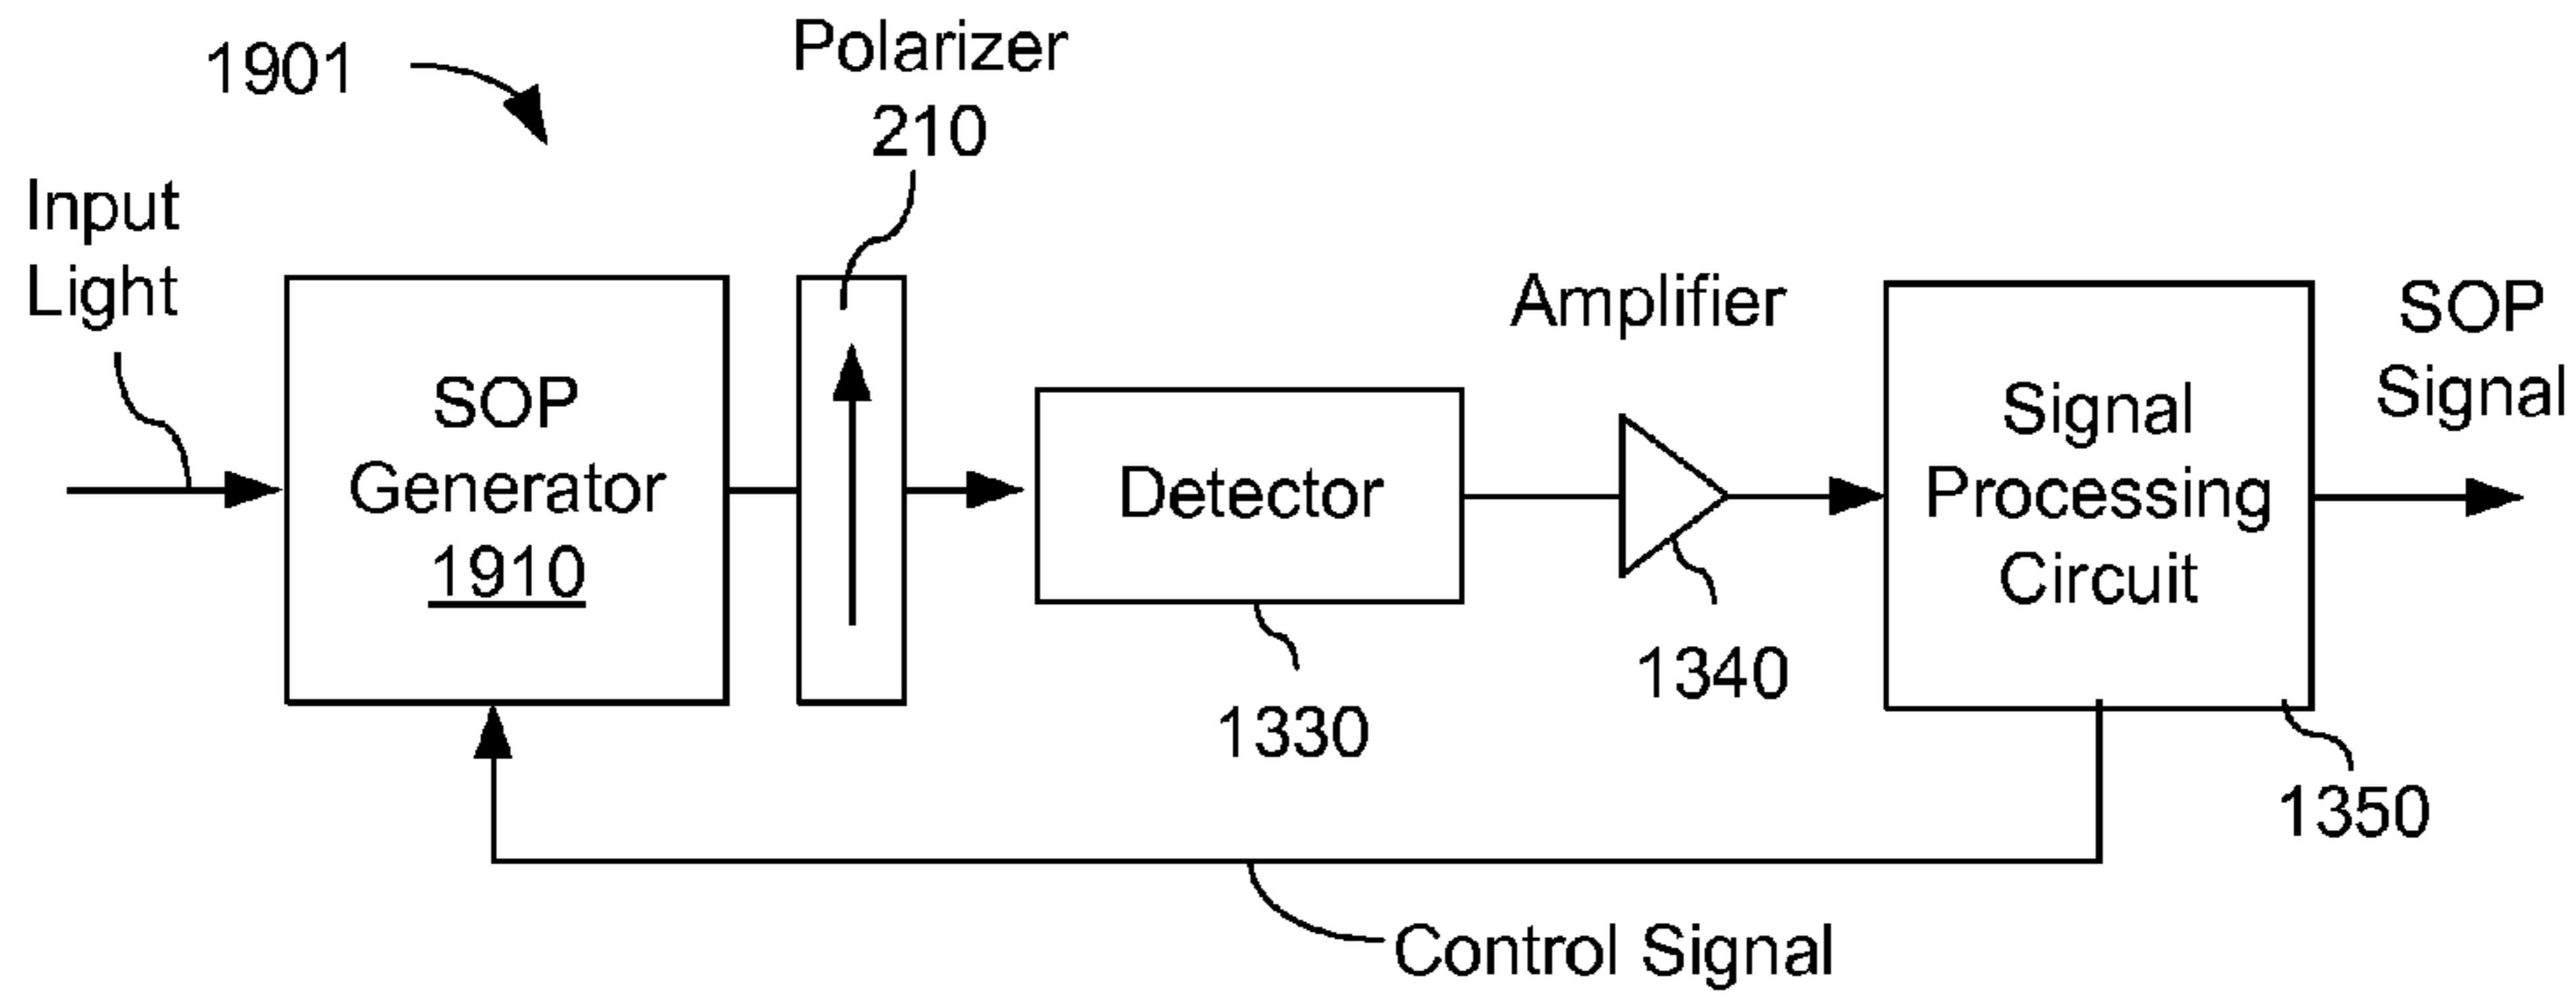 1901
Polarizer
210
Input
Light
SOP
Generator
1910
Detector
1330
Amplifier
1340
Signal
Processing
Circuit
1350
SOP
Signal
Control Signal